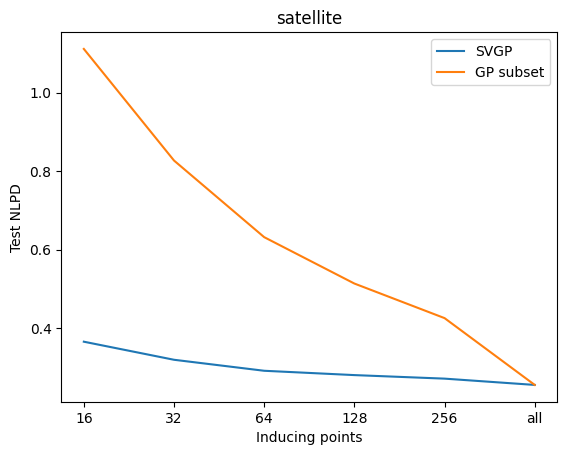 satellite
SVGP
GP subset
1.0
0.8
0.6
0.4
Test NLPD
16 32 64 128 256 all
Inducing points